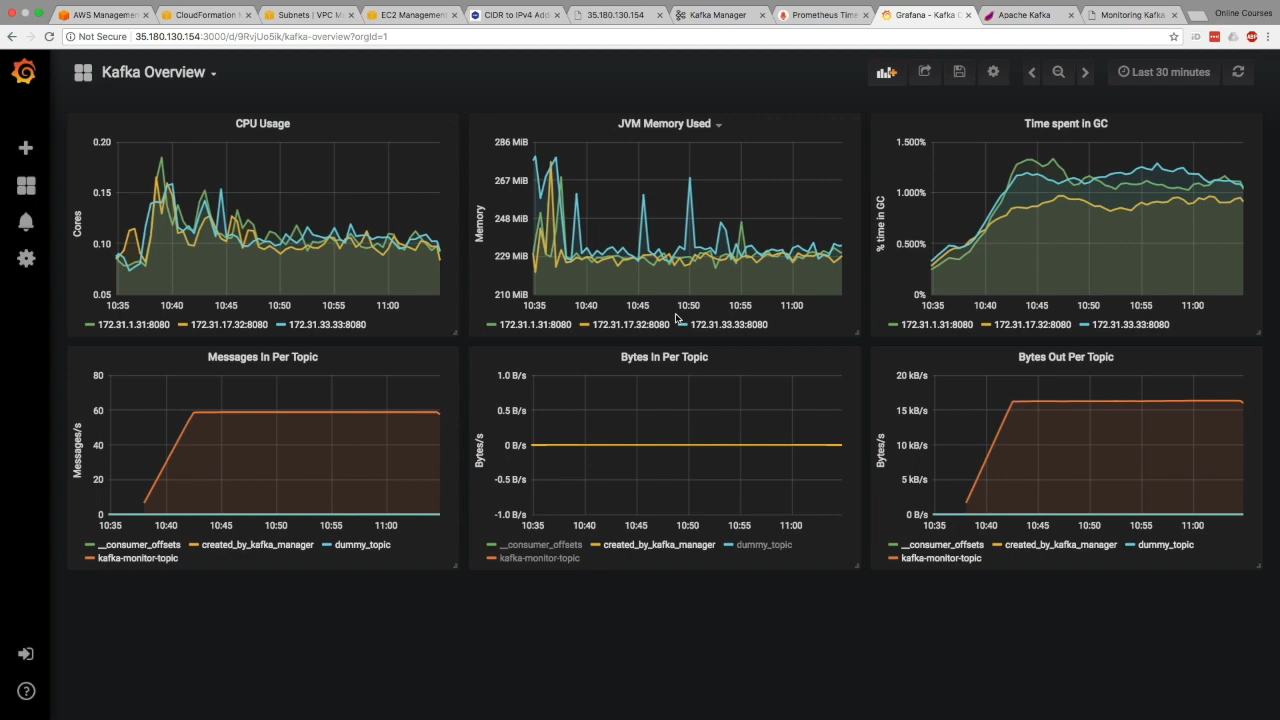 AWS Managemen
CloudFormation
Subnets | VPC M
EC2 Management
CIDR to IPv4 Add
35.180.130.154
Kafka Manager
Prometheus Time
Grafana - Kafka O
Apache Kafka
Monitoring Kafka
Online Courses
Not Secure
35.180.130.154:3000/d/9RvjUo5ik/kafka-overview?orgId=1
Kafka Overview
Last 30 minutes
CPU Usage
0.20
0.15
0.10
0.05
Cores
10:35 10:40 10:45 10:50 10:55 11:00
172.31.1.31:8080 172.31.17.32:8080 172.31.33.33:8080
JVM Memory Used
286 MiB
267 MiB
248 MiB
229 MiB
210 MiB
Memory
10:35 10:40 10:45 10:50 10:55 11:00
172.31.1.31:8080 172.31.17.32:8080 172.31.33.33:8080
Time spent in GC
1.500%
1.000%
0.500%
0%
% time in GC
10:35 10:40 10:45 10:50 10:55 11:00
172.31.1.31:8080 172.31.17.32:8080 172.31.33.33:8080
Messages In Per Topic
80
60
40
20
0
Messages/s
10:35 10:40 10:45 10:50 10:55 11:00
__consumer_offsets created_by_kafka_manager dummy_topic
kafka-monitor-topic
Bytes In Per Topic
1.0 B/s
0.5 B/s
0 B/s
-0.5 B/s
-1.0 B/s
Bytes/s
10:35 10:40 10:45 10:50 10:55 11:00
__consumer_offsets created_by_kafka_manager dummy_topic
kafka-monitor-topic
Bytes Out Per Topic
20 kB/s
15 kB/s
10 kB/s
5 kB/s
0 B/s
Bytes/s
10:35 10:40 10:45 10:50 10:55 11:00
__consumer_offsets created_by_kafka_manager dummy_topic
kafka-monitor-topic